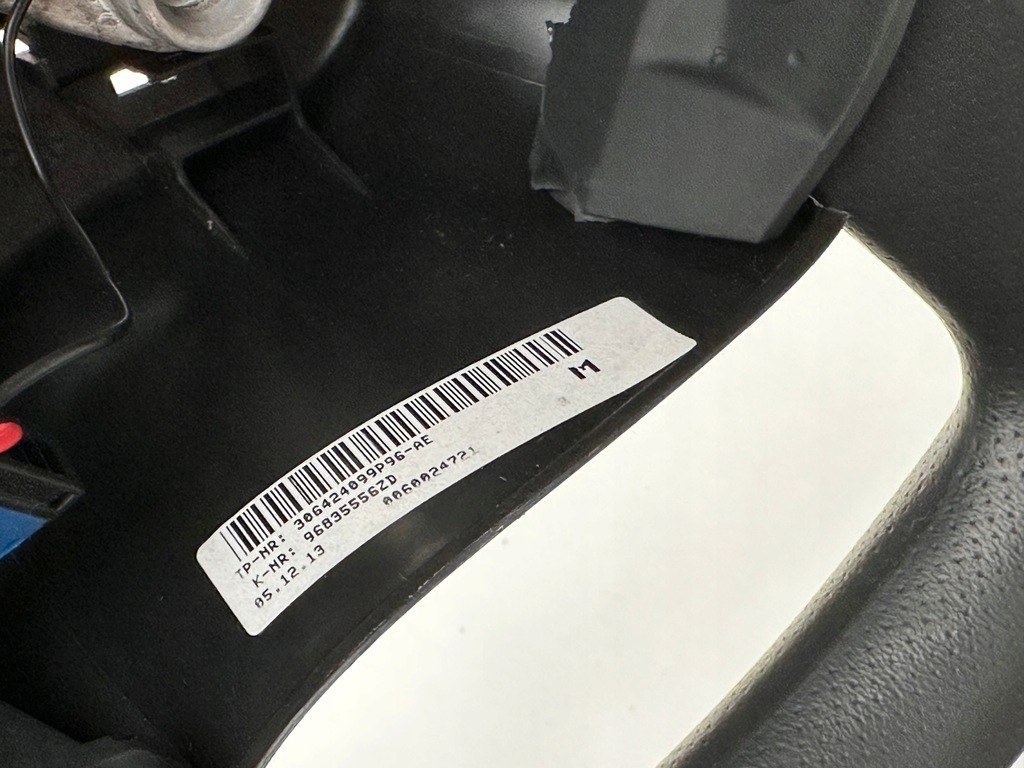 TP-NR: 306424099P96-AE
K-NR: 96835556ZD
05.12.13 0060024721
M